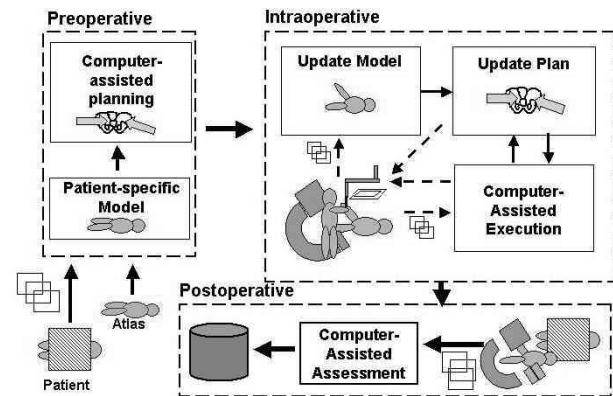 Preoperative
Computer-
assisted
planning
Patient-specific
Model
Atlas
Patient
Intraoperative
Update Model
Update Plan
Computer-
Assisted
Execution
Postoperative
Computer-
Assisted
Assessment